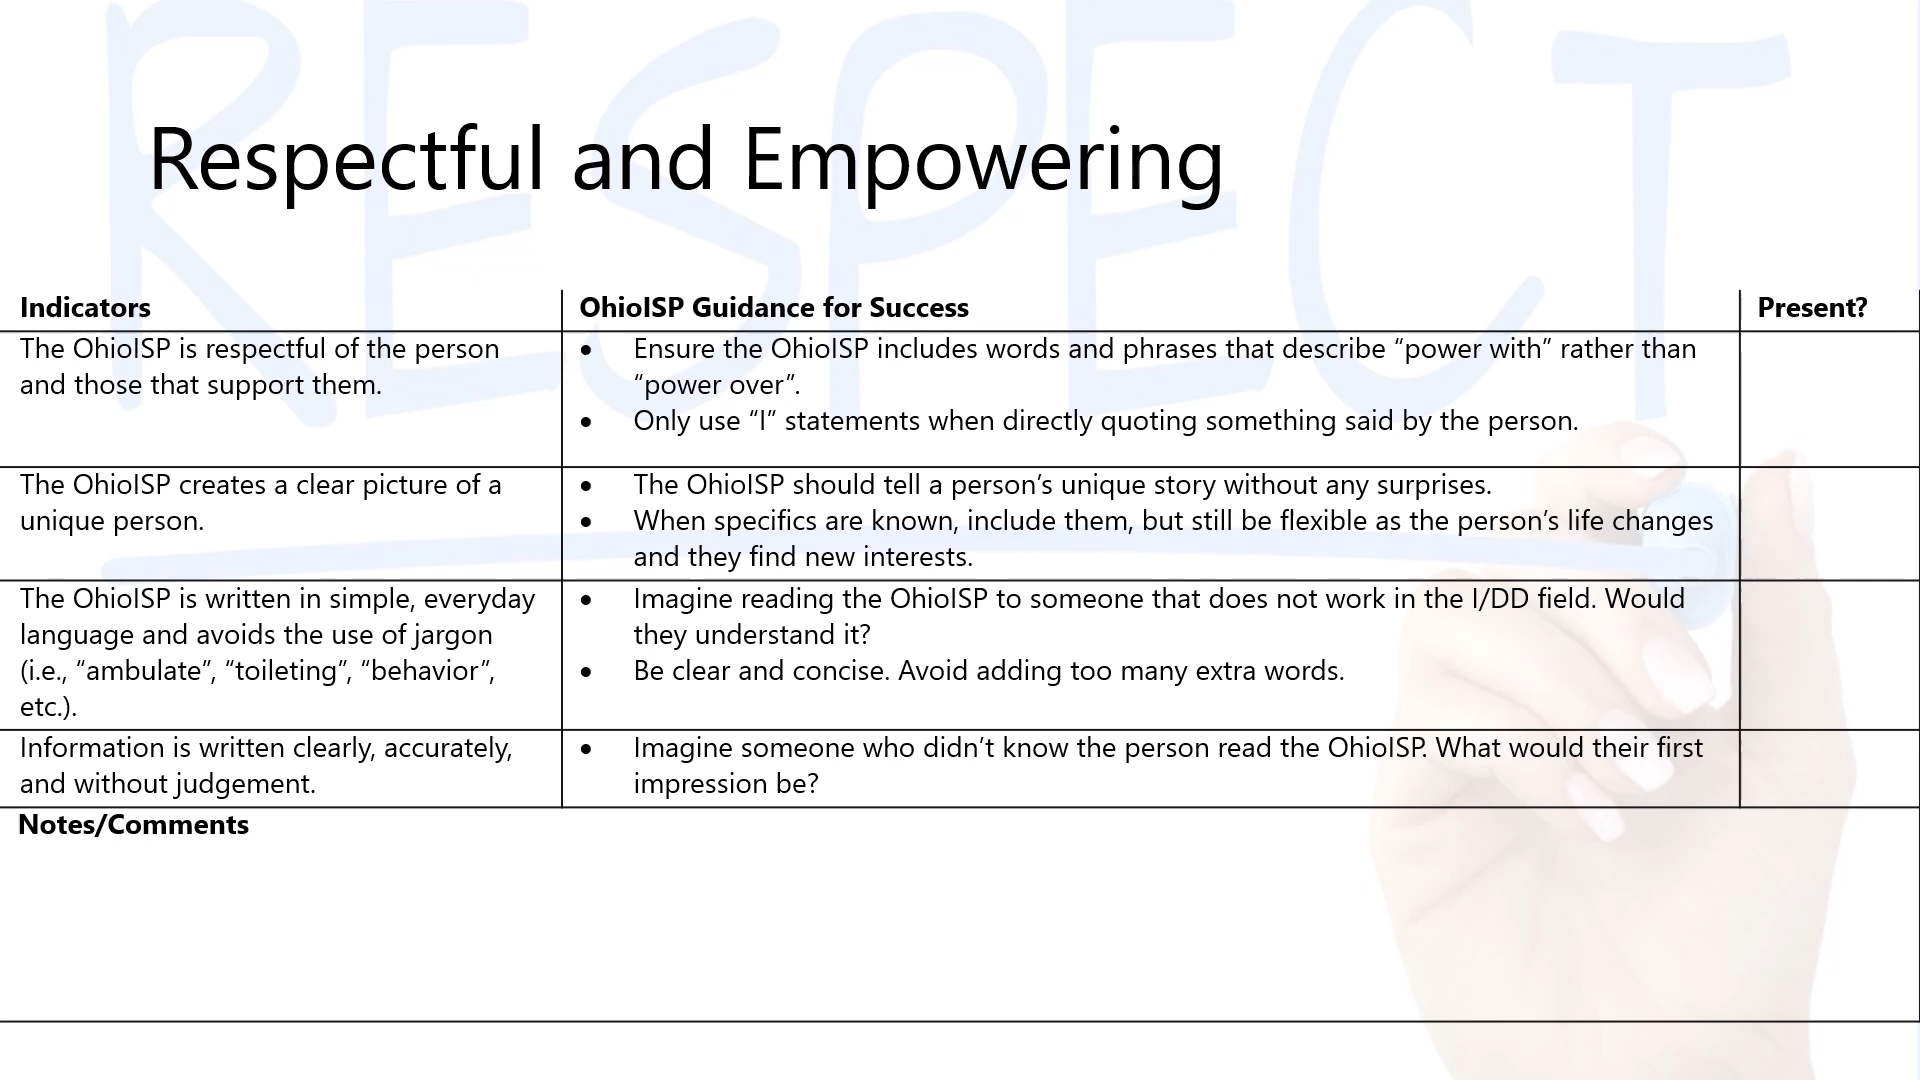 RESPECT
Respectful and Empowering
Indicators
OhioISP Guidance for Success
Present?
The OhioISP is respectful of the person
and those that support them.
• Ensure the OhioISP includes words and phrases that describe “power with” rather than
“power over”.
• Only use “I” statements when directly quoting something said by the person.
The OhioISP creates a clear picture of a
unique person.
• The OhioISP should tell a person’s unique story without any surprises.
• When specifics are known, include them, but still be flexible as the person’s life changes
and they find new interests.
The OhioISP is written in simple, everyday
language and avoids the use of jargon
(i.e., “ambulate”, “toileting”, “behavior”,
etc.).
• Imagine reading the OhioISP to someone that does not work in the I/DD field. Would
they understand it?
• Be clear and concise. Avoid adding too many extra words.
Information is written clearly, accurately,
and without judgement.
• Imagine someone who didn’t know the person read the OhioISP. What would their first
impression be?
Notes/Comments